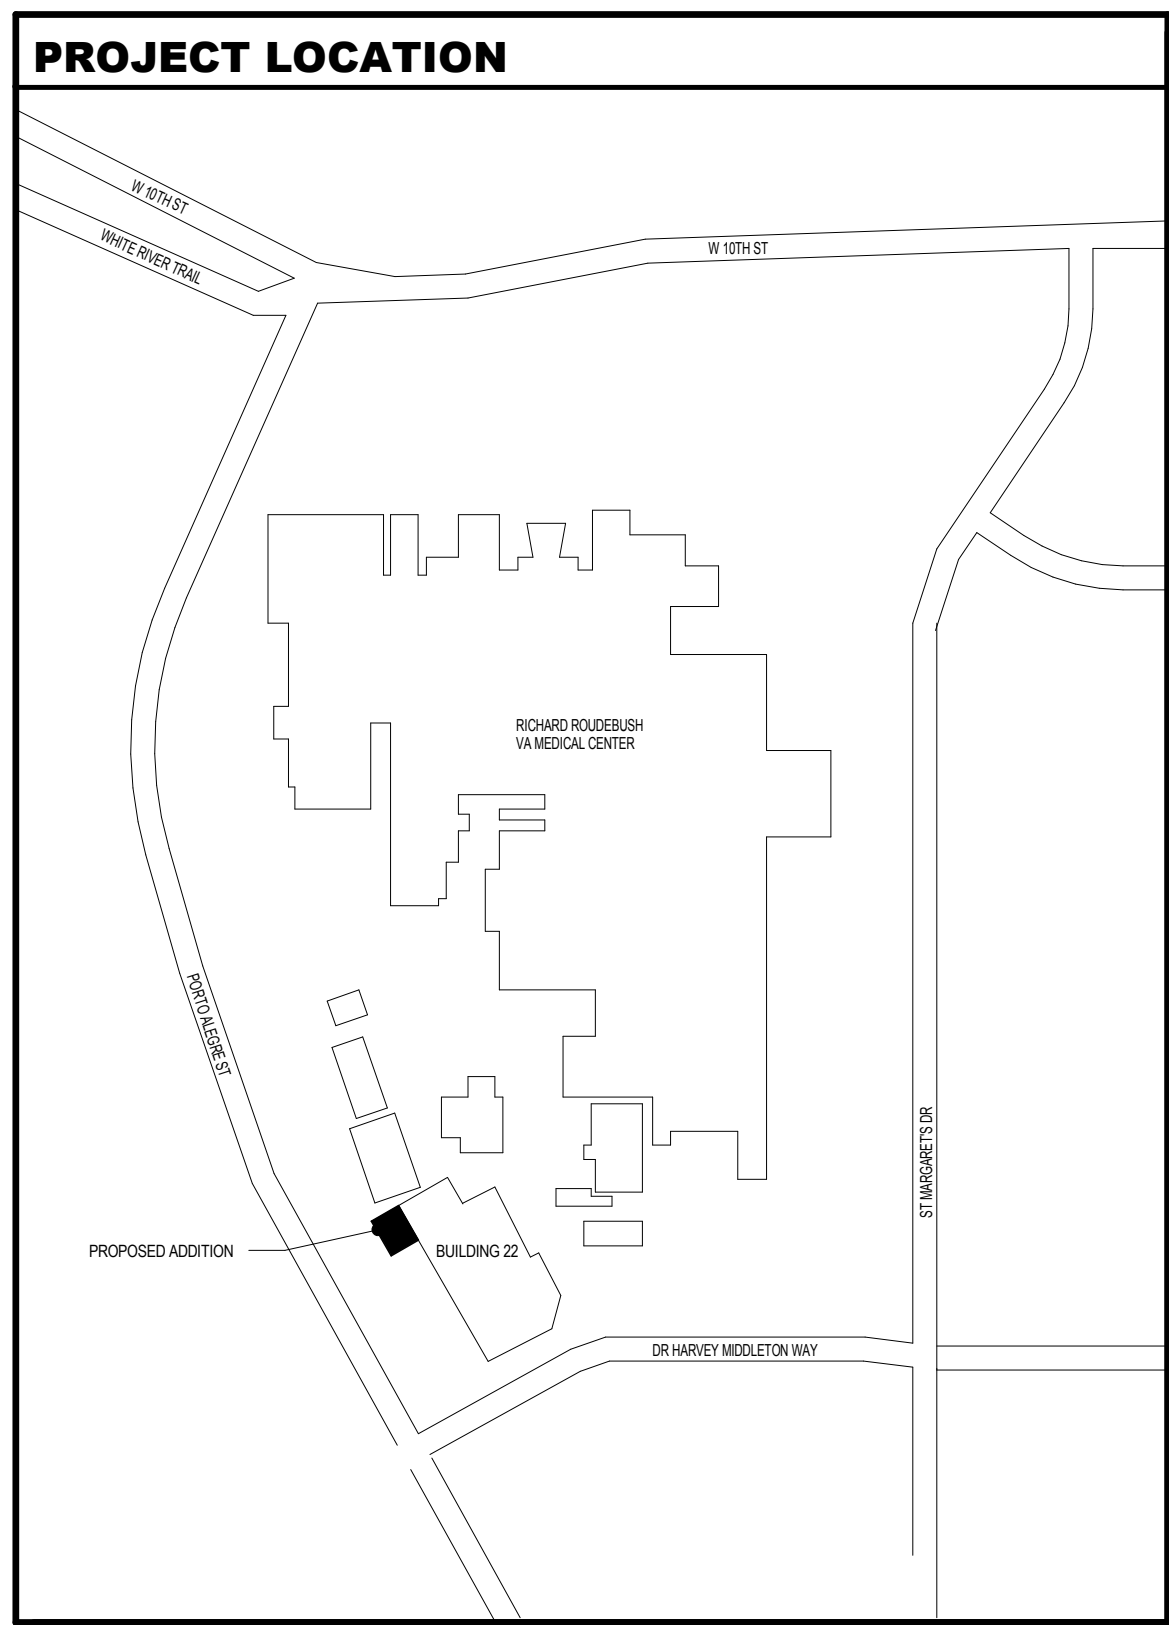 PROJECT LOCATION
W 10TH ST
WHITE RIVER TRAIL
W 10TH ST
RICHARD ROUDEBUSH
VA MEDICAL CENTER
PORTO ALEGRE ST
ST MARGARET'S DR
PROPOSED ADDITION
BUILDING 22
DR HARVEY MIDDLETON WAY